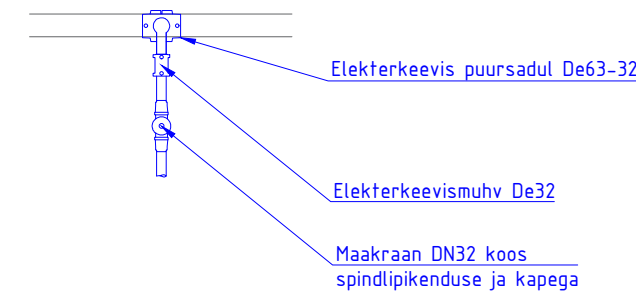 Elekterkeevis puursadul De63-32
Elekterkeevismuhv De32
Maakraan DN32 koos
spindlipikenduse ja kapega